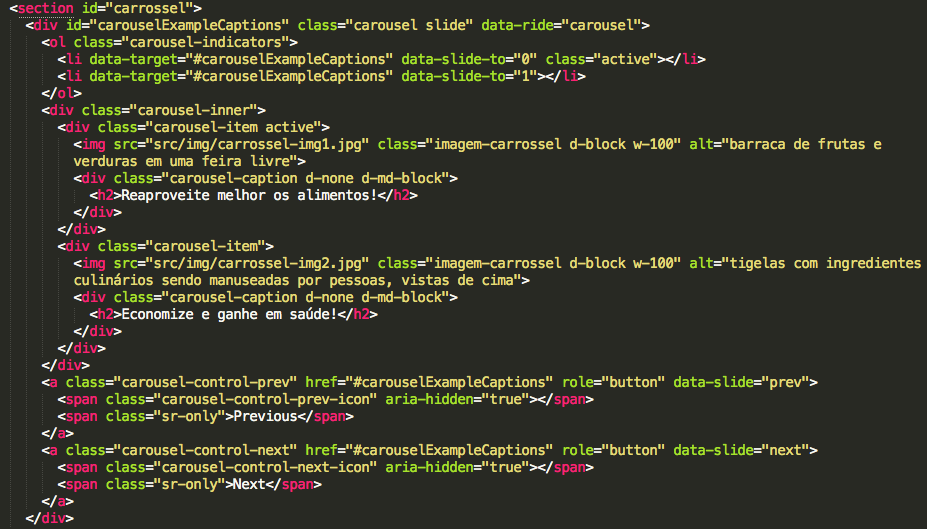 <section id="carrossel">
<div id="carouselExampleCaptions" class="carousel slide" data-ride="carousel">
<ol class="carousel-indicators">
<li data-target="#carouselExampleCaptions" data-slide-to="0" class="active"></li>
<li data-target="#carouselExampleCaptions" data-slide-to="1"></li>
</ol>
<div class="carousel-inner">
<div class="carousel-item active">
<img src="src/img/carrossel-img1.jpg" class="imagem-carrossel d-block w-100" alt="barraca de frutas e
verduras em uma feira livre">
<div class="carousel-caption d-none d-md-block">
<h2>Reaproveite melhor os alimentos!</h2>
</div>
</div>
<div class="carousel-item">
<img src="src/img/carrossel-img2.jpg" class="imagem-carrossel d-block w-100" alt="tigelas com ingredientes
culinários sendo manuseadas por pessoas, vistas de cima">
<div class="carousel-caption d-none d-md-block">
<h2>Economize e ganhe em saúde!</h2>
</div>
</div>
</div>
<a class="carousel-control-prev" href="#carouselExampleCaptions" role="button" data-slide="prev">
<span class="carousel-control-prev-icon" aria-hidden="true"></span>
<span class="sr-only">Previous</span>
</a>
<a class="carousel-control-next" href="#carouselExampleCaptions" role="button" data-slide="next">
<span class="carousel-control-next-icon" aria-hidden="true"></span>
<span class="sr-only">Next</span>
</a>
</div>